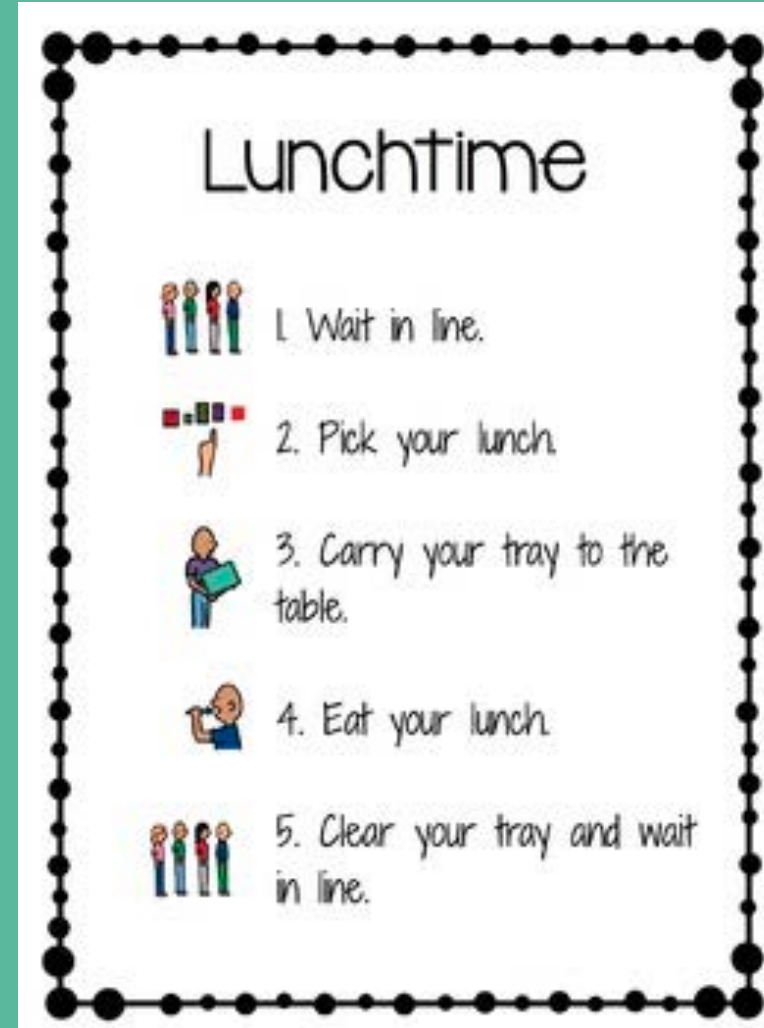 Lunchtime
1. Wait in line.
2. Pick your lunch.
3. Carry your tray to the
table.
4. Eat your lunch.
5. Clear your tray and wait
in line.